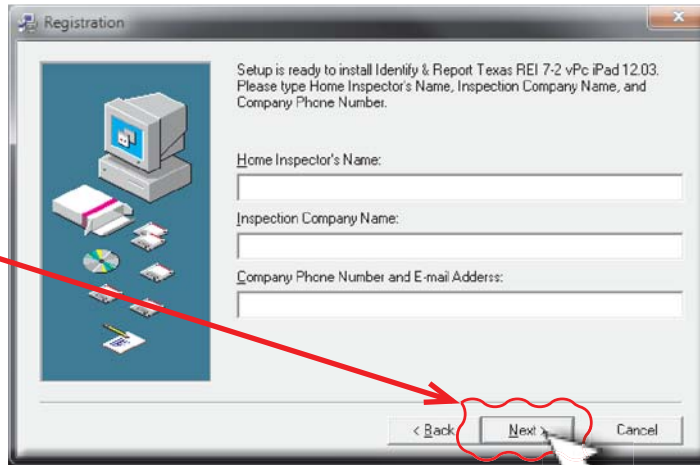 Registration
Setup is ready to install Identify & Report Texas REI 7-2 vPc iPad 12.03.
Please type Home Inspector's Name, Inspection Company Name, and
Company Phone Number.
Home Inspector's Name:
Inspection Company Name:
Company Phone Number and E-mail Adderss:
< Back
Next >
Cancel